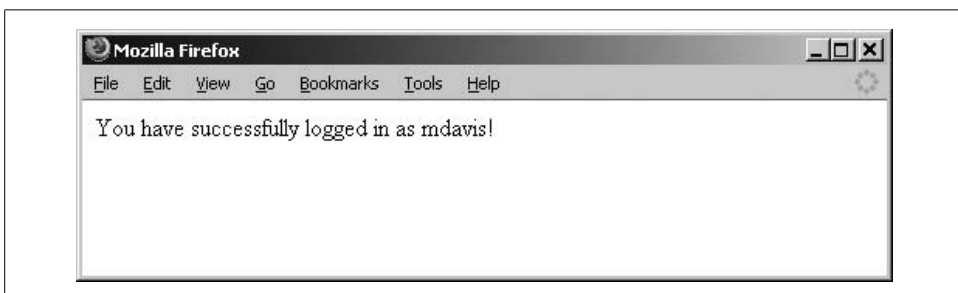 Mozilla Firefox
File Edit View Go Bookmarks Tools Help
You have successfully logged in as mdavis!